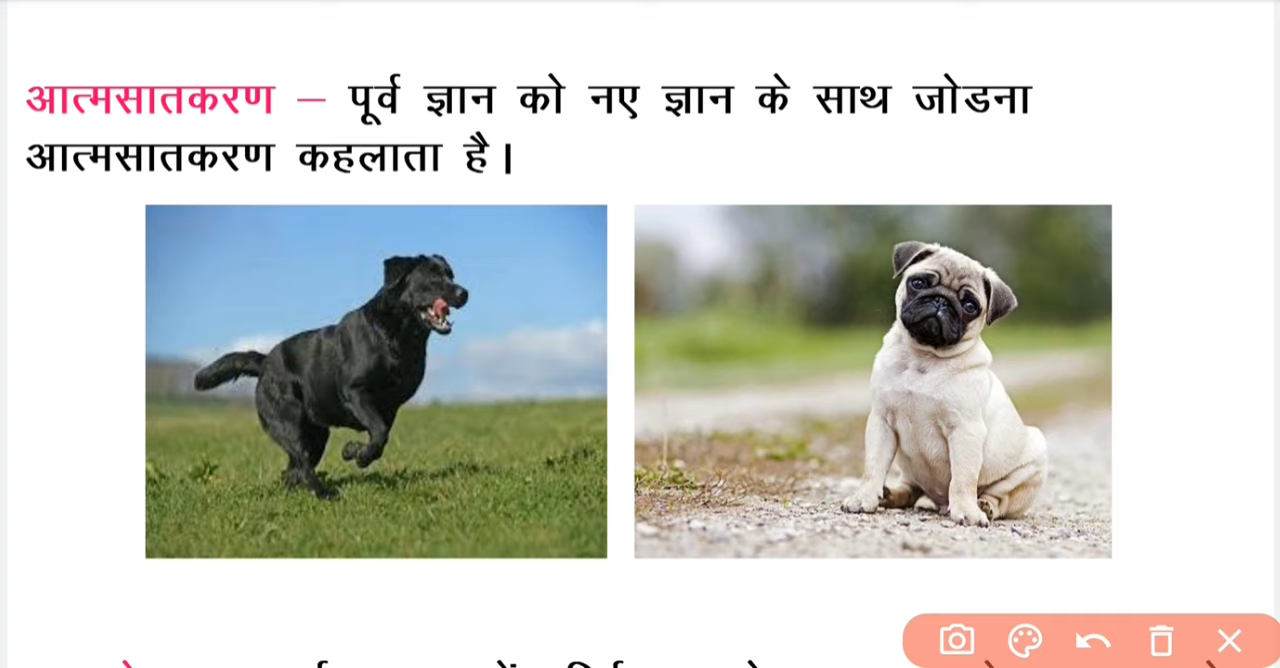 आत्मसातकरण – पूर्व ज्ञान को नए ज्ञान के साथ जोडना
आत्मसातकरण कहलाता है।